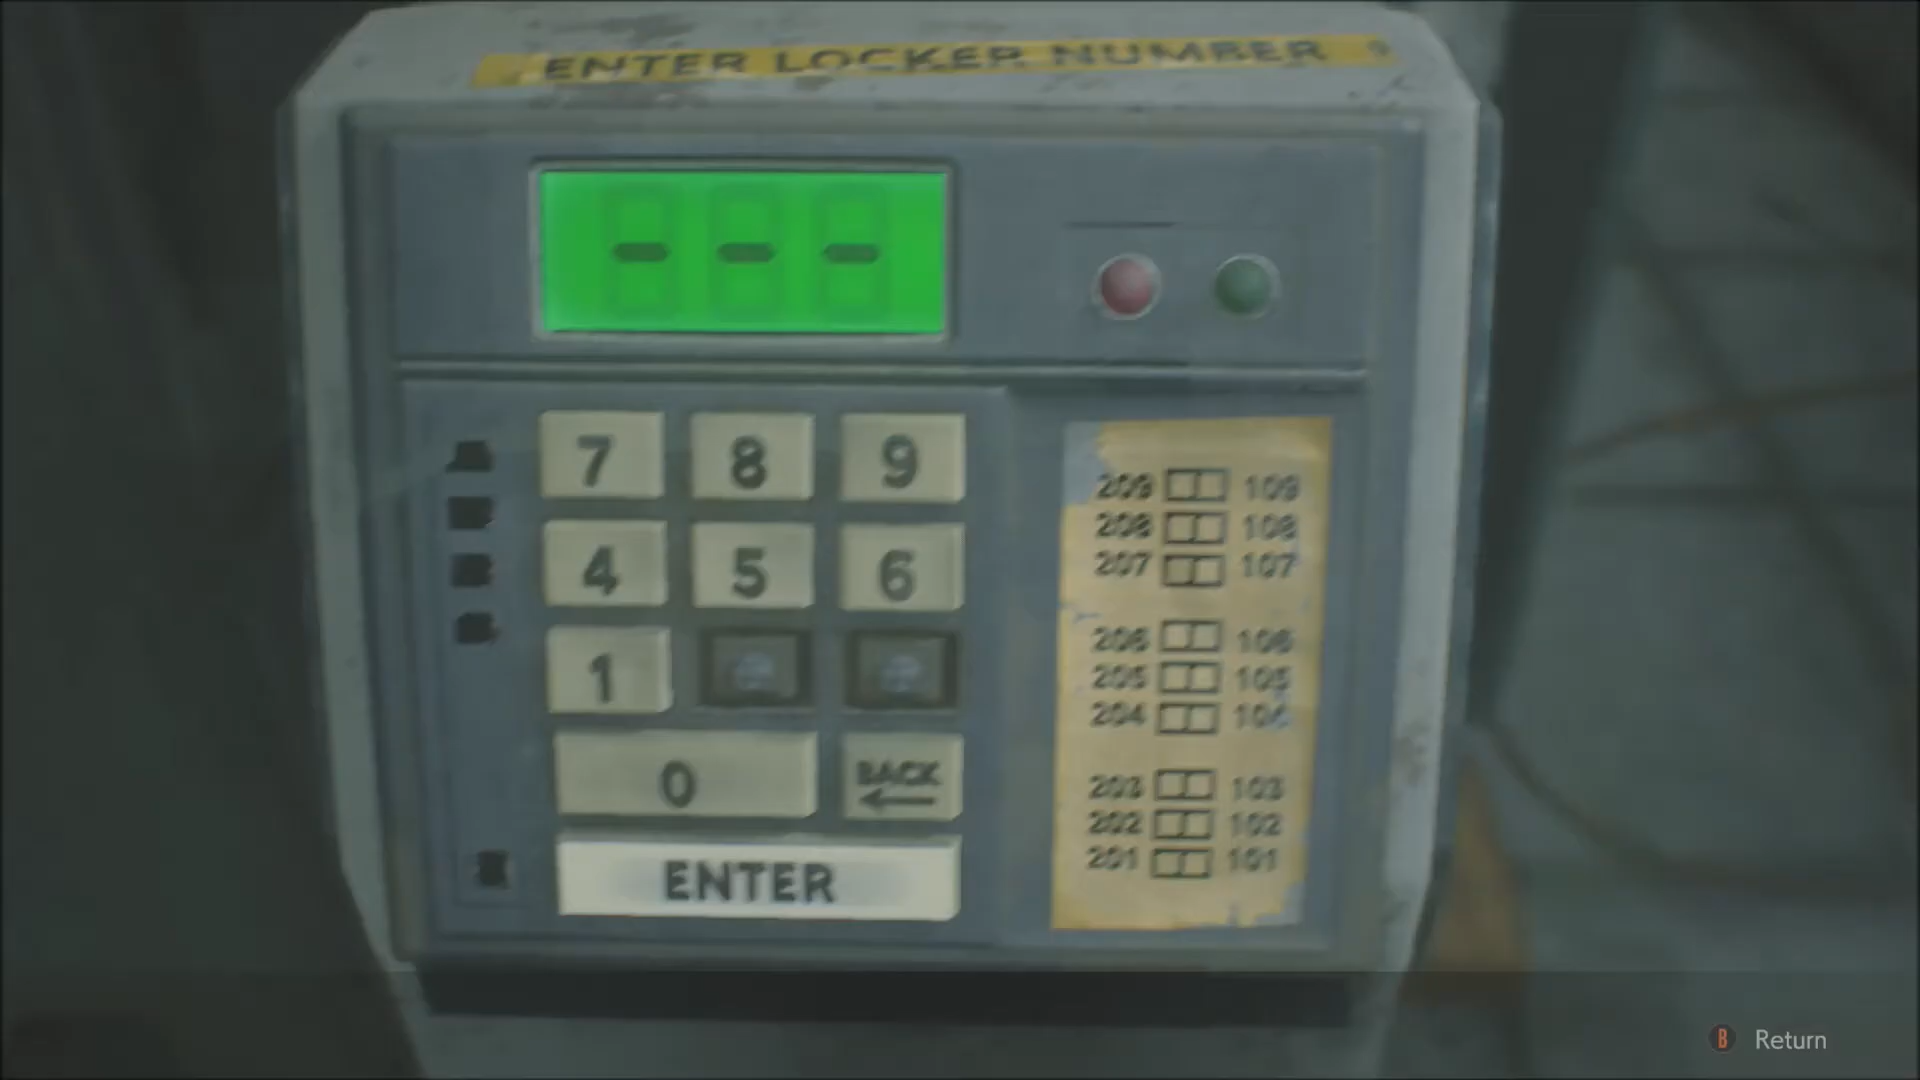 ENTER LOCKER NUMBER
- - -
7 8 9
4 5 6
1
0 BACK
ENTER
209 109
208 108
207 107
206 106
205 105
204 104
203 103
202 102
201 101
B Return